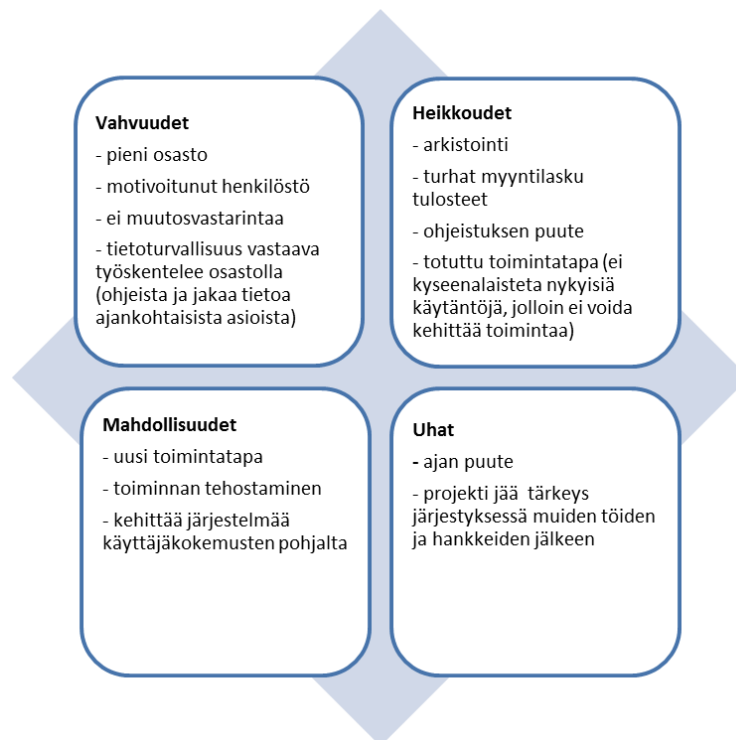 Vahvuudet
- pieni osasto
- motivoitunut henkilöstö
- ei muutosvastarintaa
- tietoturvallisuus vastaava
työskentelee osastolla
(ohjeista ja jakaa tietoa
ajankohtaisista asioista)
Heikkoudet
- arkistointi
- turhat myyntilasku
tulosteet
- ohjeistuksen puute
- totuttu toimintatapa (ei
kyseenalaisteta nykyisiä
käytäntöjä, jolloin ei voida
kehittää toimintaa)
Mahdollisuudet
- uusi toimintatapa
- toiminnan tehostaminen
- kehittää järjestelmää
käyttäjäkokemusten pohjalta
Uhat
- ajan puute
- projekti jää tärkeys
järjestyksessä muiden töiden
ja hankkeiden jälkeen